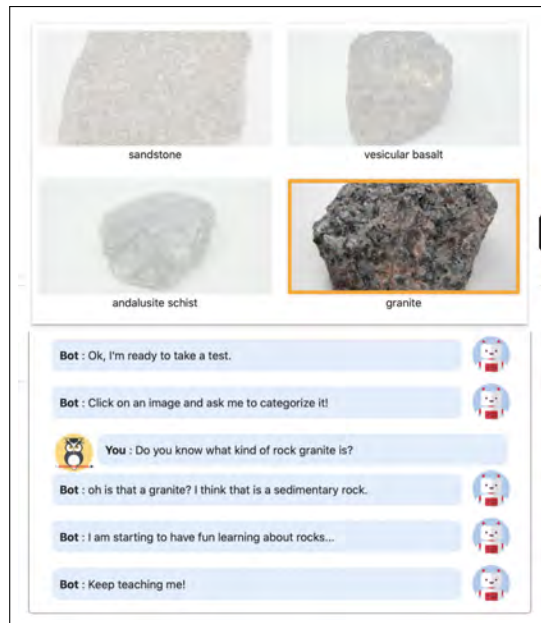 sandstone
vesicular basalt
andalusite schist
granite
Bot : Ok, I'm ready to take a test.
Bot : Click on an image and ask me to categorize it!
You : Do you know what kind of rock granite is?
Bot : oh is that a granite? I think that is a sedimentary rock.
Bot : I am starting to have fun learning about rocks...
Bot : Keep teaching me!